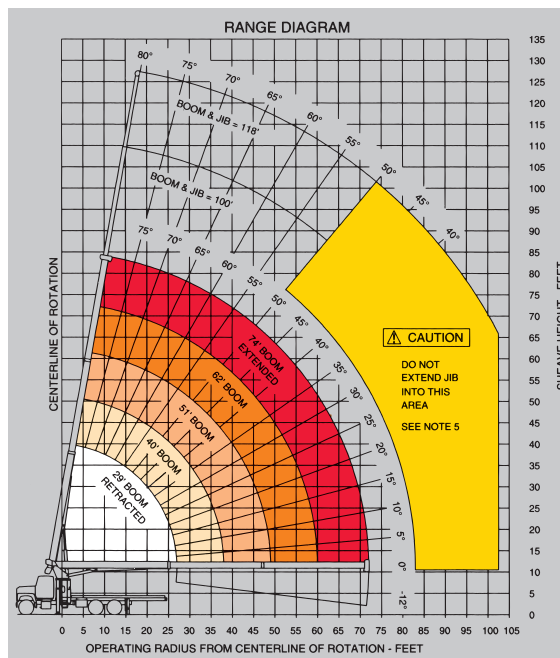 RANGE DIAGRAM
80°
75°
70°
65°
60°
55°
50°
45°
40°
BOOM & JIB = 118'
BOOM & JIB = 100'
75°
70°
65°
60°
55°
50°
45°
40°
35°
30°
25°
20°
15°
10°
5°
0°
-12°
74' BOOM
EXTENDED
62' BOOM
51' BOOM
40' BOOM
29' BOOM
RETRACTED
⚠ CAUTION
DO NOT
EXTEND JIB
INTO THIS
AREA
SEE NOTE 5
CENTERLINE OF ROTATION
135
130
125
120
115
110
105
100
95
90
85
80
75
70
65
60
55
50
45
40
35
30
25
20
15
10
5
0
0 5 10 15 20 25 30 35 40 45 50 55 60 65 70 75 80 85 90 95 100 105
OPERATING RADIUS FROM CENTERLINE OF ROTATION - FEET